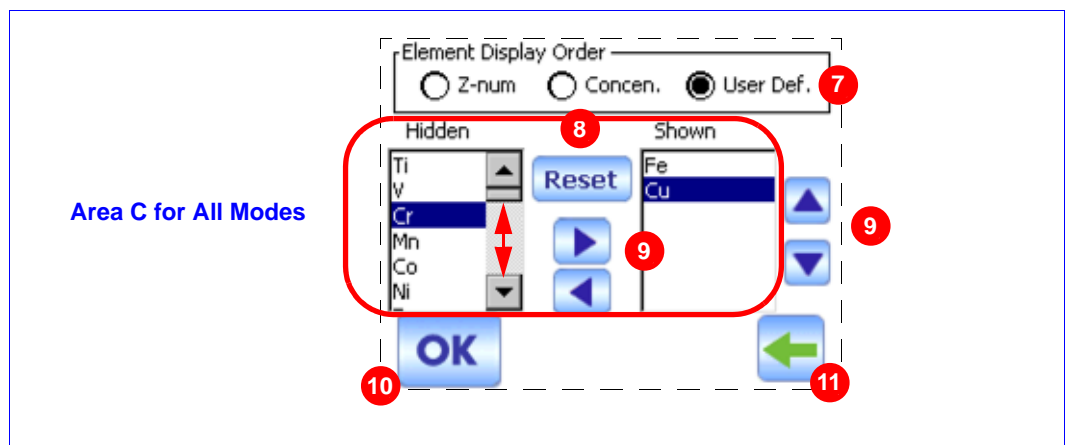 Element Display Order
Z-num Concen. User Def. 7
Hidden 8 Shown
Ti
V
Cr
Mn
Co
Ni
Reset
Fe
Cu
9
9
Area C for All Modes
OK
10
11